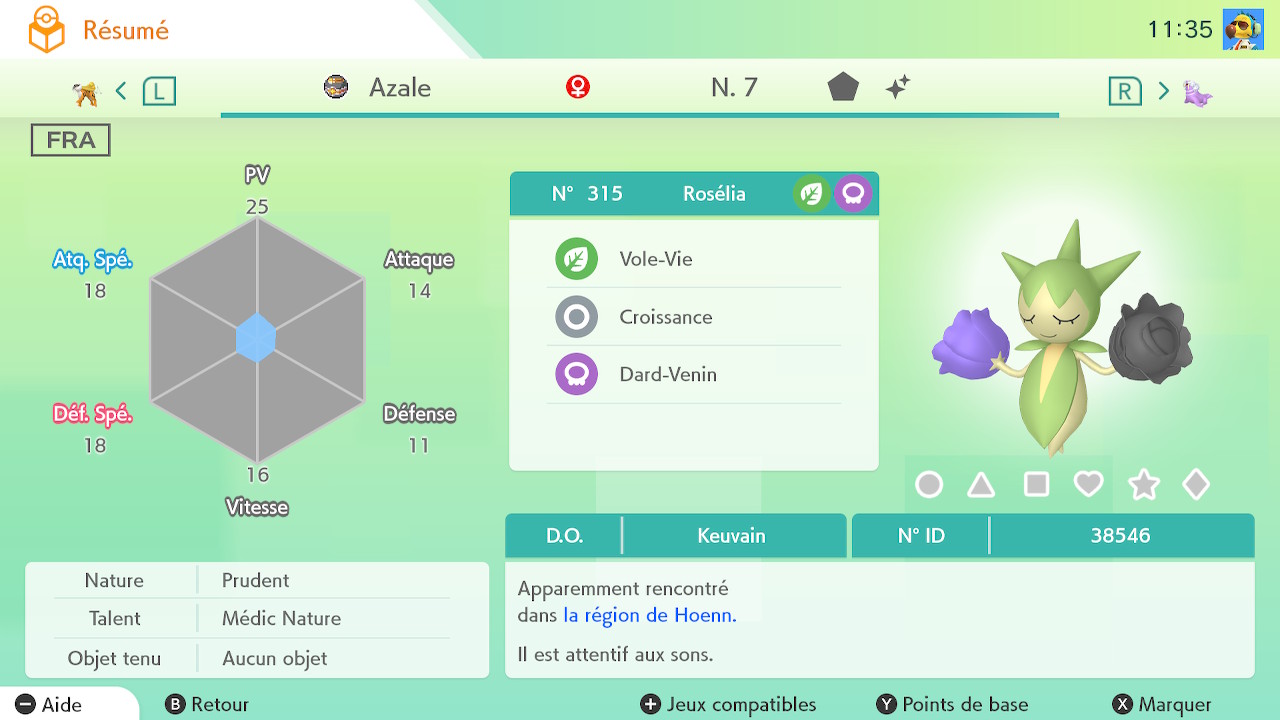 Résumé
11:35
L
Azale
N. 7
R
FRA
PV
25
Atq. Spé.
18
Attaque
14
Déf. Spé.
18
Défense
11
16
Vitesse
N° 315 Rosélia
Vole-Vie
Croissance
Dard-Venin
D.O. Keuvain
N° ID 38546
Nature Prudent
Talent Médic Nature
Objet tenu Aucun objet
Apparemment rencontré
dans la région de Hoenn.
Il est attentif aux sons.
Aide
B Retour
Jeux compatibles
Y Points de base
X Marquer